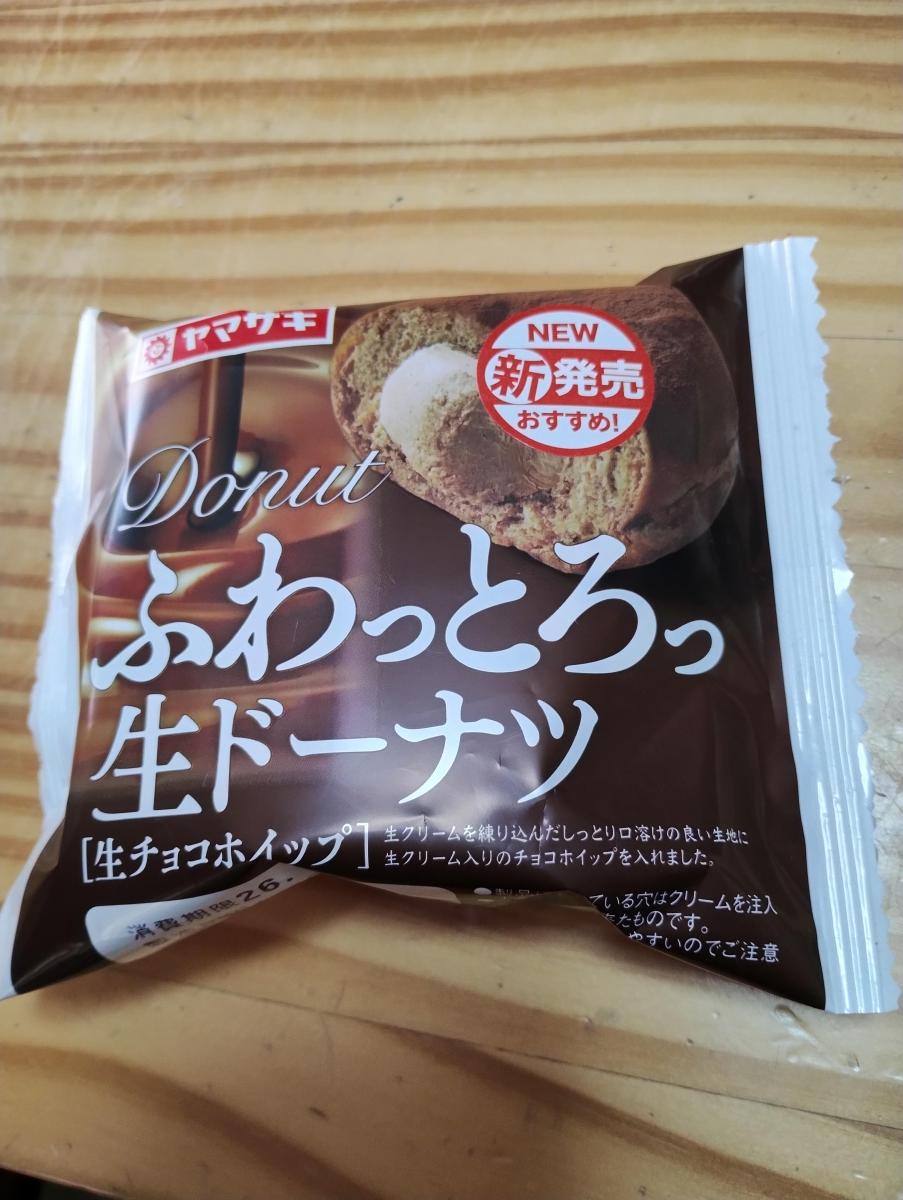 ヤマザキ
NEW
新発売
おすすめ!
Donut
ふわっとろっ
生ドーナツ
[生チョコホイップ]
生クリームを練り込んだしっとり口溶けの良い生地に
生クリーム入りのチョコホイップを入れました。
ている穴はクリームを注入
たものです。
やすいのでご注意
消費期限26.